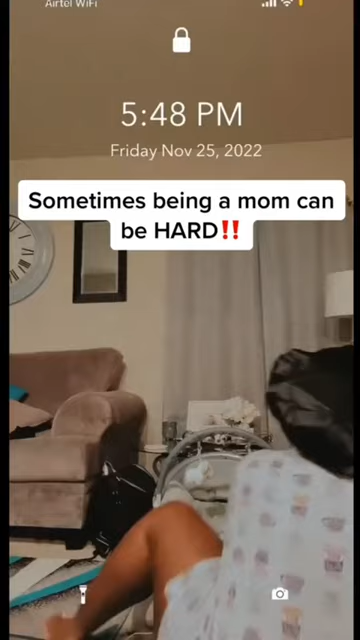 Airtel WiFi
5:48 PM
Friday Nov 25, 2022
Sometimes being a mom can
be HARD‼️